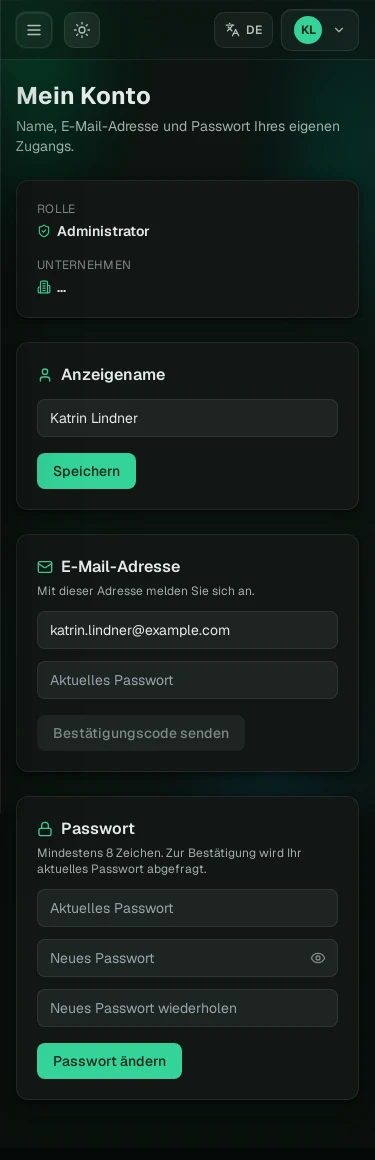 DE
KL
Mein Konto
Name, E-Mail-Adresse und Passwort Ihres eigenen
Zugangs.
ROLLE
Administrator
UNTERNEHMEN
...
Anzeigename
Katrin Lindner
Speichern
E-Mail-Adresse
Mit dieser Adresse melden Sie sich an.
katrin.lindner@example.com
Aktuelles Passwort
Bestätigungscode senden
Passwort
Mindestens 8 Zeichen. Zur Bestätigung wird Ihr
aktuelles Passwort abgefragt.
Aktuelles Passwort
Neues Passwort
Neues Passwort wiederholen
Passwort ändern